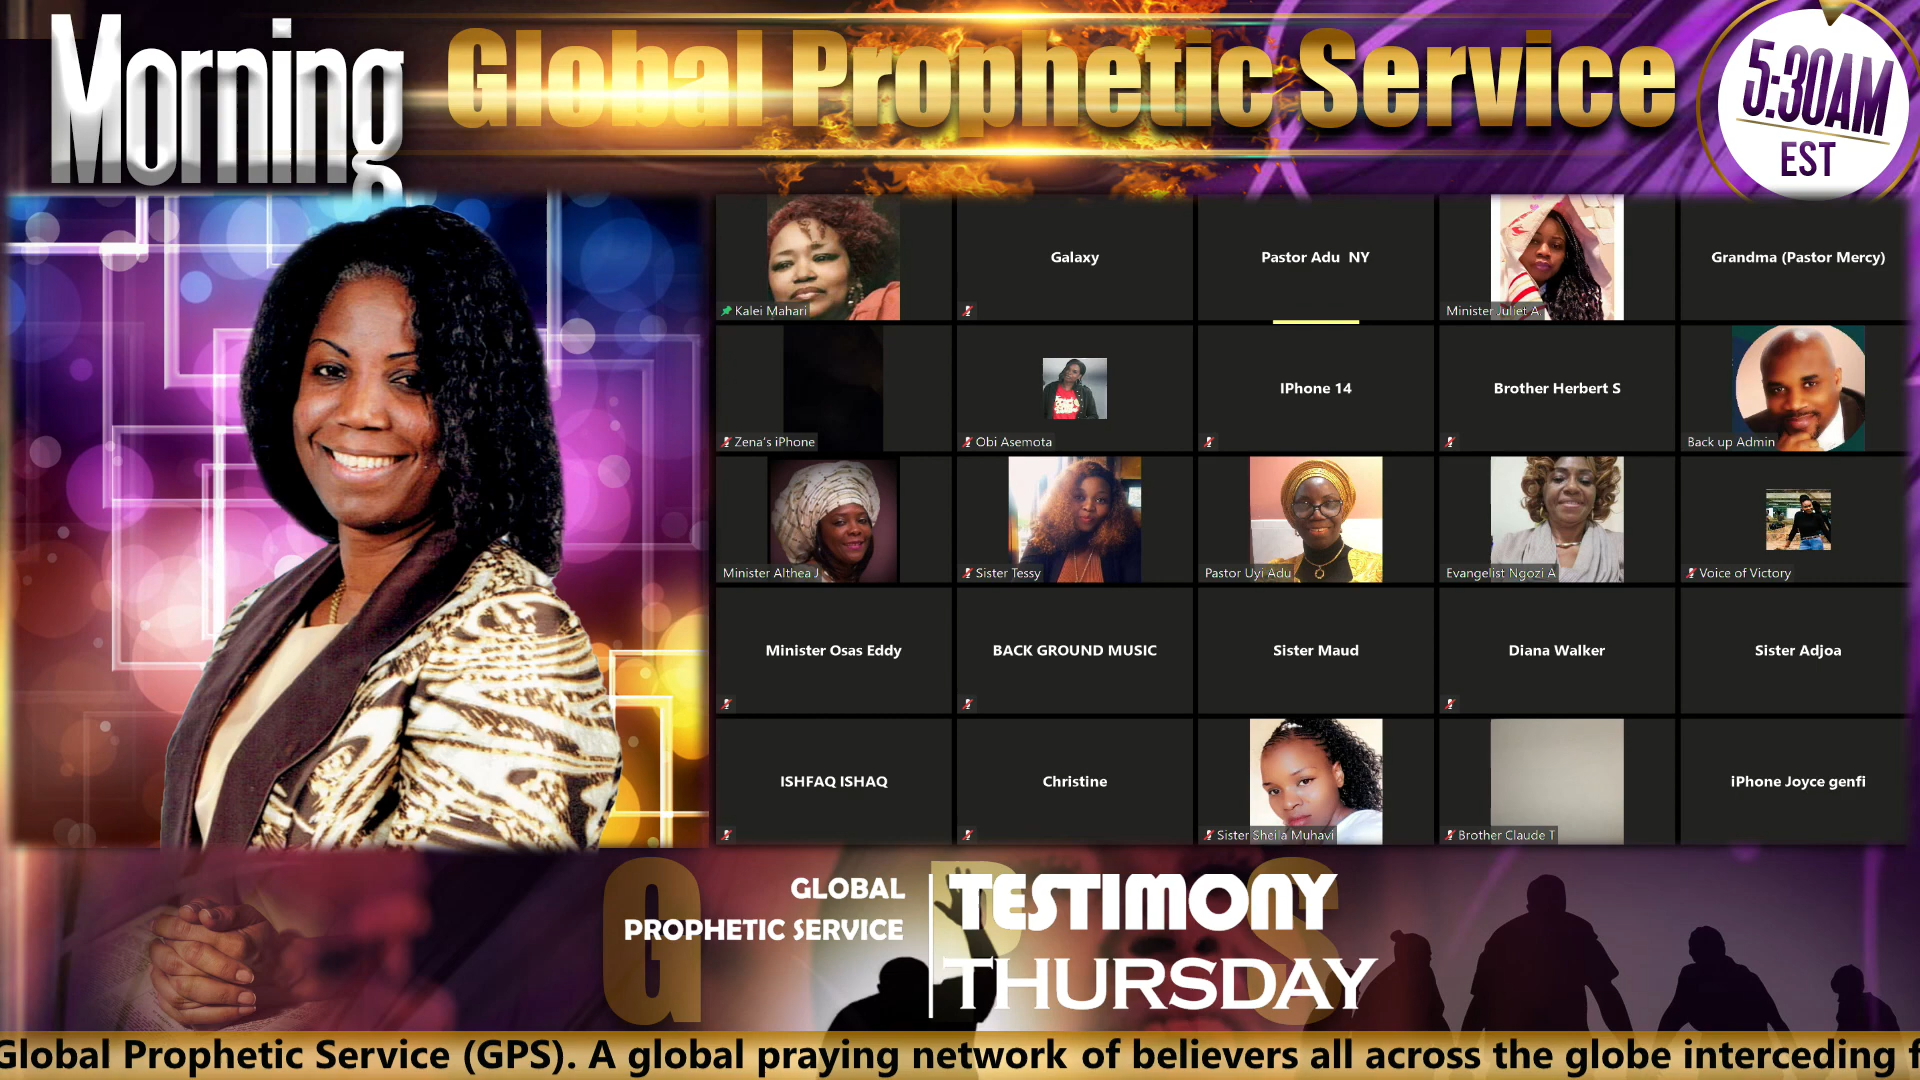 Morning
Global Prophetic Service
5:30AM
EST
Kalei Mahari
Galaxy
Pastor Adu NY
Minister Juliet A.
Grandma (Pastor Mercy)
Zena's iPhone
Obi Asemota
IPhone 14
Brother Herbert S
Back up Admin
Minister Althea J
Sister Tessy
Pastor Uyi Adu
Evangelist Ngozi A
Voice of Victory
Minister Osas Eddy
BACK GROUND MUSIC
Sister Maud
Diana Walker
Sister Adjoa
ISHFAQ ISHAQ
Christine
Sister Sheila Muhavi
Brother Claude T
iPhone Joyce genfi
G P S
GLOBAL
PROPHETIC SERVICE
TESTIMONY
THURSDAY
Global Prophetic Service (GPS). A global praying network of believers all across the globe interceding f